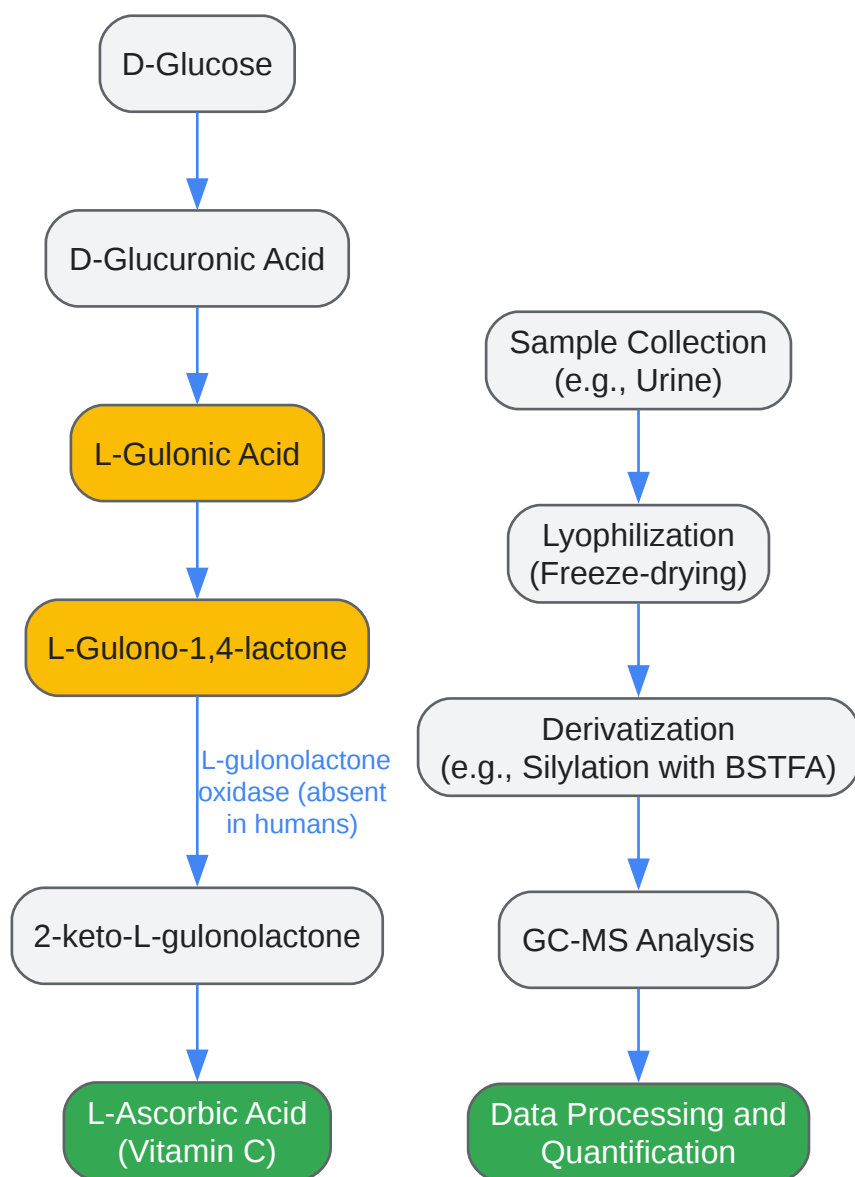 D-Glucose
D-Glucuronic Acid
L-Gulonic Acid
L-Gulono-1,4-lactone
L-gulonolactone
oxidase (absent
in humans)
2-keto-L-gulonolactone
L-Ascorbic Acid
(Vitamin C)
Sample Collection
(e.g., Urine)
Lyophilization
(Freeze-drying)
Derivatization
(e.g., Silylation with BSTFA)
GC-MS Analysis
Data Processing and
Quantification